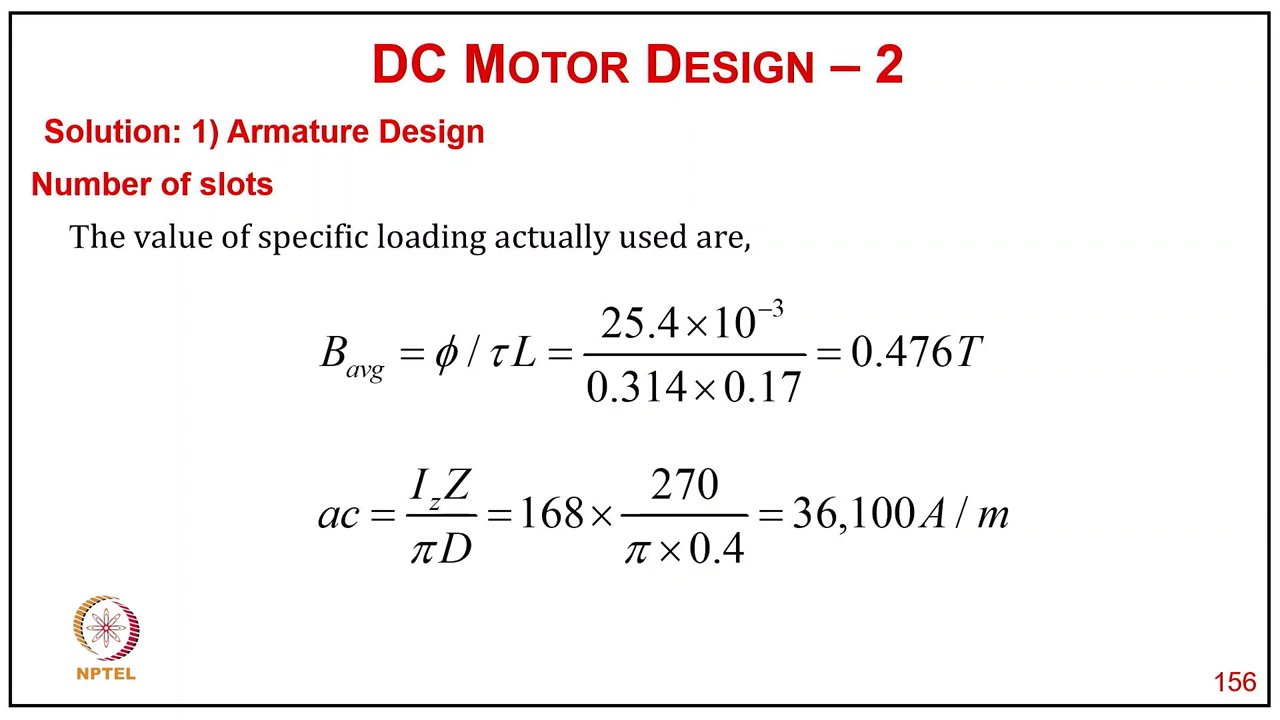 DC MOTOR DESIGN – 2
Solution: 1) Armature Design
Number of slots
The value of specific loading actually used are,
B_avg = ϕ / τL = (25.4×10^−3) / (0.314×0.17) = 0.476T
ac = (I_z Z) / (πD) = 168 × 270 / (π×0.4) = 36,100 A / m
NPTEL
156